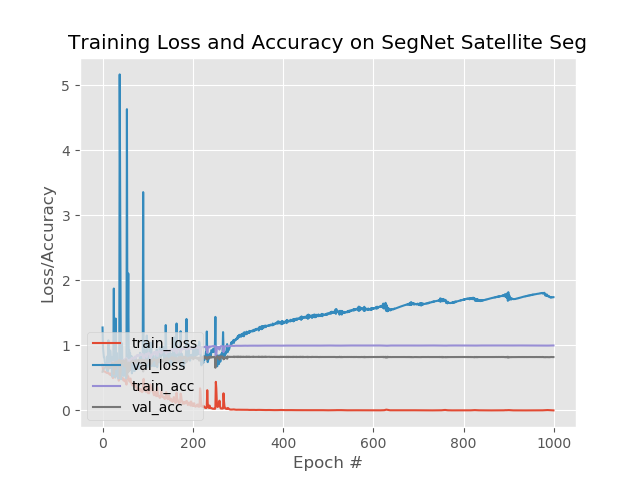 Training Loss and Accuracy on SegNet Satellite Seg
5
4
3
2
1
0
Loss/Accuracy
train_loss
val_loss
train_acc
val_acc
0 200 400 600 800 1000
Epoch #